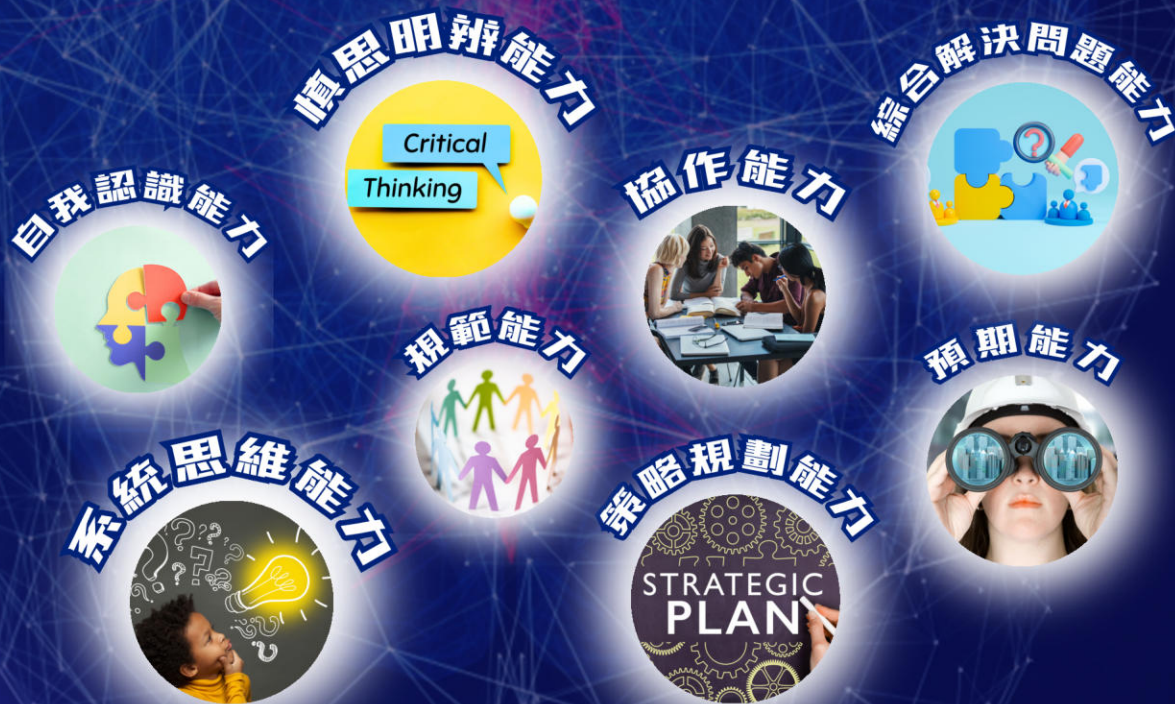 慎思明辨能力
Critical
Thinking
綜合解決問題能力
?
自我認識能力
協作能力
規範能力
預期能力
系統思維能力
策略規劃能力
STRATEGIC
PLAN